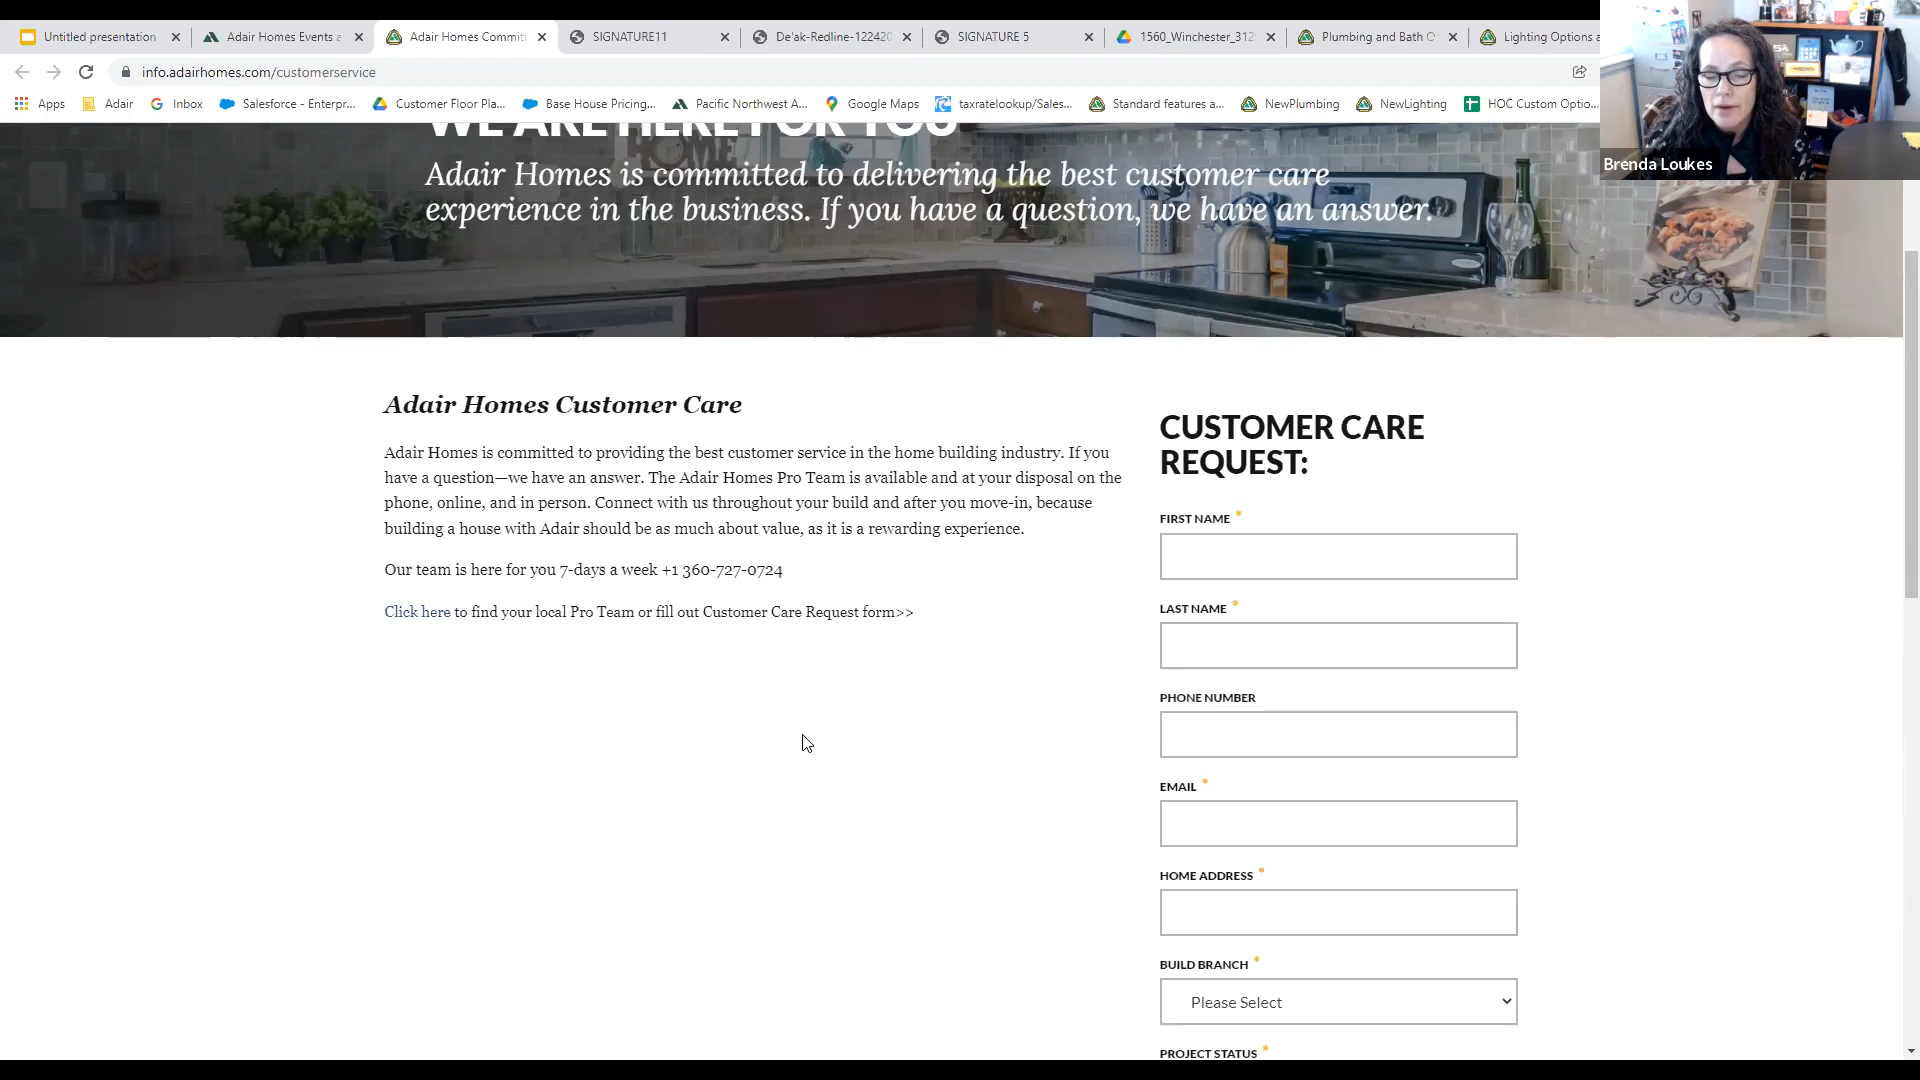 Untitled presentation
Adair Homes Events a
Adair Homes Commit
SIGNATURE11
De'ak-Redline-122420
SIGNATURE 5
1560_Winchester_312
Plumbing and Bath O
Lighting Options a
info.adairhomes.com/customerservice
Apps
Adair
Inbox
Salesforce - Enterpr...
Customer Floor Pla...
Base House Pricing...
Pacific Northwest A...
Google Maps
taxratelookup/Sales...
Standard features a...
NewPlumbing
NewLighting
HOC Custom Optio...
Brenda Loukes
WE ARE HERE FOR YOU
HOME
Adair Homes is committed to delivering the best customer care
experience in the business. If you have a question, we have an answer.
Adair Homes Customer Care
Adair Homes is committed to providing the best customer service in the home building industry. If you
have a question—we have an answer. The Adair Homes Pro Team is available and at your disposal on the
phone, online, and in person. Connect with us throughout your build and after you move-in, because
building a house with Adair should be as much about value, as it is a rewarding experience.
Our team is here for you 7-days a week +1 360-727-0724
Click here to find your local Pro Team or fill out Customer Care Request form>>
CUSTOMER CARE
REQUEST:
FIRST NAME *
LAST NAME *
PHONE NUMBER
EMAIL *
HOME ADDRESS *
BUILD BRANCH *
Please Select
PROJECT STATUS *